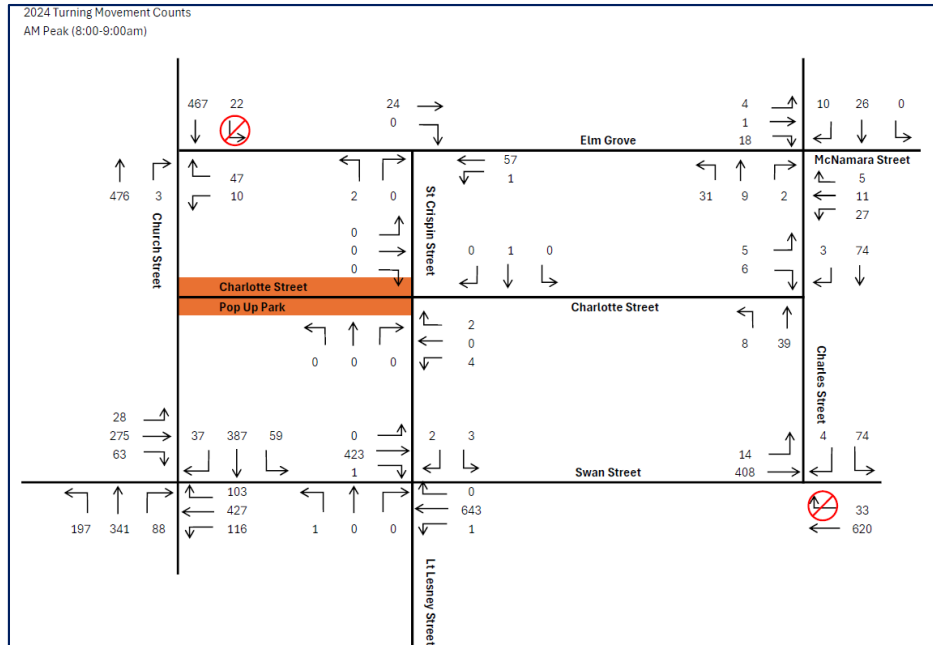 2024 Turning Movement Counts
AM Peak (8:00-9:00am)
467 22 24 4 10 26 0
0 1
Elm Grove 18
McNamara Street
47 57 5
476 3 10 2 0 1 31 9 2 11
27
Church Street
St Crispin Street
0 0 1 0 5 3 74
0
0 6
Charlotte Street
Pop Up Park
Charlotte Street
2
0
0 0 0 4 8 39
Charles Street
28
275 37 387 59 0 2 3 4 74
63 423 14
1 Swan Street 408
103 0
427 643 33
197 341 88 116 1 0 0 1 620
Lt Lesney Street